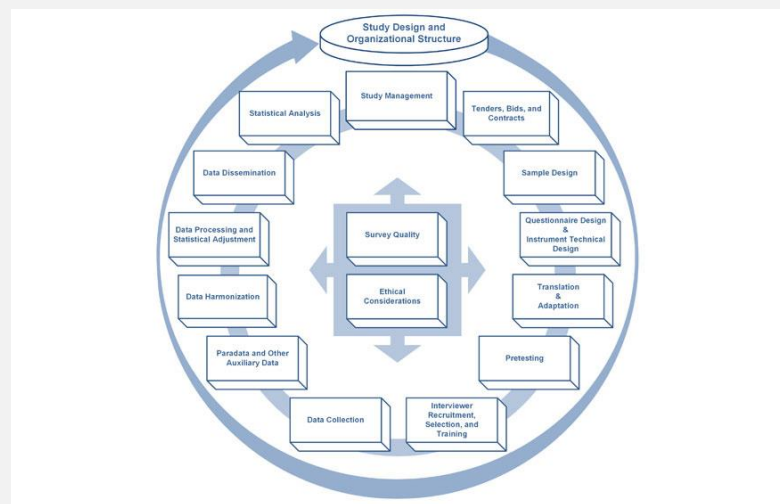 Study Design and
Organizational Structure
Study Management
Tenders, Bids, and
Contracts
Sample Design
Questionnaire Design
&
Instrument Technical
Design
Translation
&
Adaptation
Pretesting
Interviewer
Recruitment,
Selection, and
Training
Data Collection
Paradata and Other
Auxiliary Data
Data Harmonization
Data Processing and
Statistical Adjustment
Data Dissemination
Statistical Analysis
Survey Quality
Ethical
Considerations